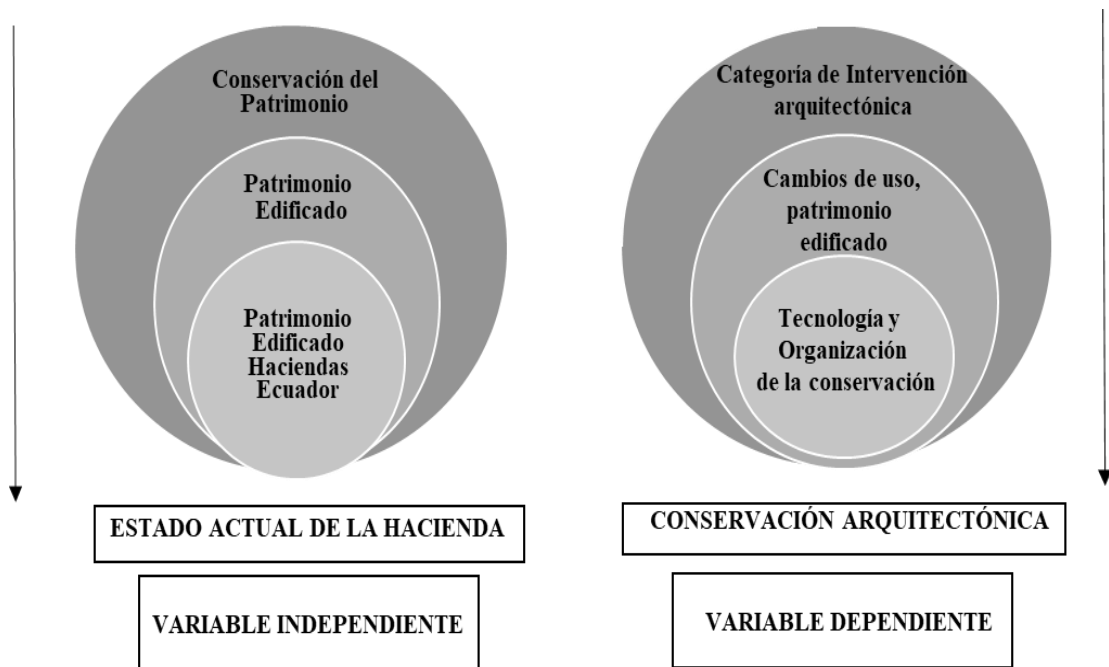 Conservación del
Patrimonio
Patrimonio
Edificado
Patrimonio
Edificado
Haciendas
Ecuador
ESTADO ACTUAL DE LA HACIENDA
VARIABLE INDEPENDIENTE
Categoría de Intervención
arquitectónica
Cambios de uso,
patrimonio
edificado
Tecnología y
Organización
de la conservación
CONSERVACIÓN ARQUITECTÓNICA
VARIABLE DEPENDIENTE